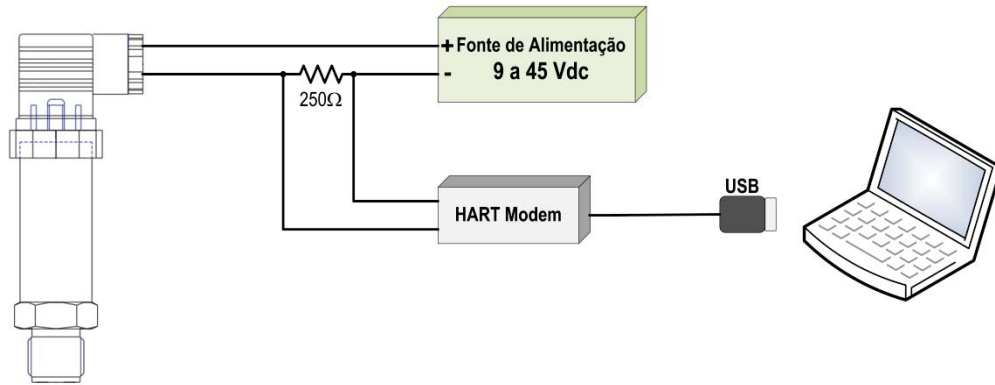 + Fonte de Alimentação
- 9 a 45 Vdc
250Ω
USB
HART Modem